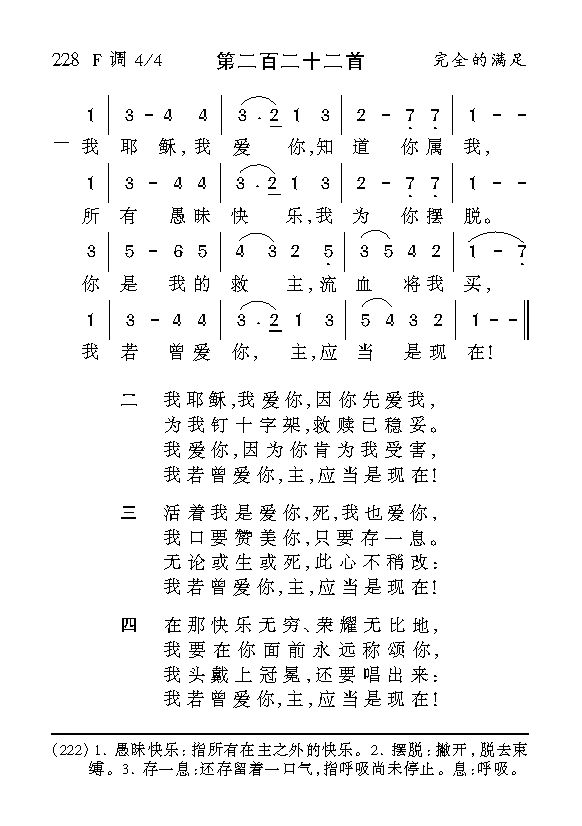 228 F 调 4/4 第二百二十二首 完全的满足
1 | 3 - 4 4 | 3 . 2 1 3 | 2 - 7 7 | 1 - -
一 我 耶 稣,我 爱 你,知 道 你 属 我,
1 | 3 - 4 4 | 3 . 2 1 3 | 2 - 7 7 | 1 - -
所 有 愚 昧 快 乐,我 为 你 摆 脱。
3 | 5 - 6 5 | 4 3 2 5 | 3 5 4 2 | 1 - 7
你 是 我 的 救 主,流 血 将 我 买,
1 | 3 - 4 4 | 3 . 2 1 3 | 5 4 3 2 | 1 - - ‖
我 若 曾 爱 你, 主,应 当 是 现 在!
二 我耶稣,我爱你,因你先爱我,
为我钉十字架,救赎已稳妥。
我爱你,因为你肯为我受害,
我若曾爱你,主,应当是现在!
三 活着我是爱你,死,我也爱你,
我口要赞美你,只要存一息。
无论或生或死,此心不稍改:
我若曾爱你,主,应当是现在!
四 在那快乐无穷、荣耀无比地,
我要在你面前永远称颂你,
我头戴上冠冕,还要唱出来:
我若曾爱你,主,应当是现在!
(222) 1. 愚昧快乐:指所有在主之外的快乐。2. 摆脱:撇开,脱去束
缚。3. 存一息:还存留着一口气,指呼吸尚未停止。息:呼吸。